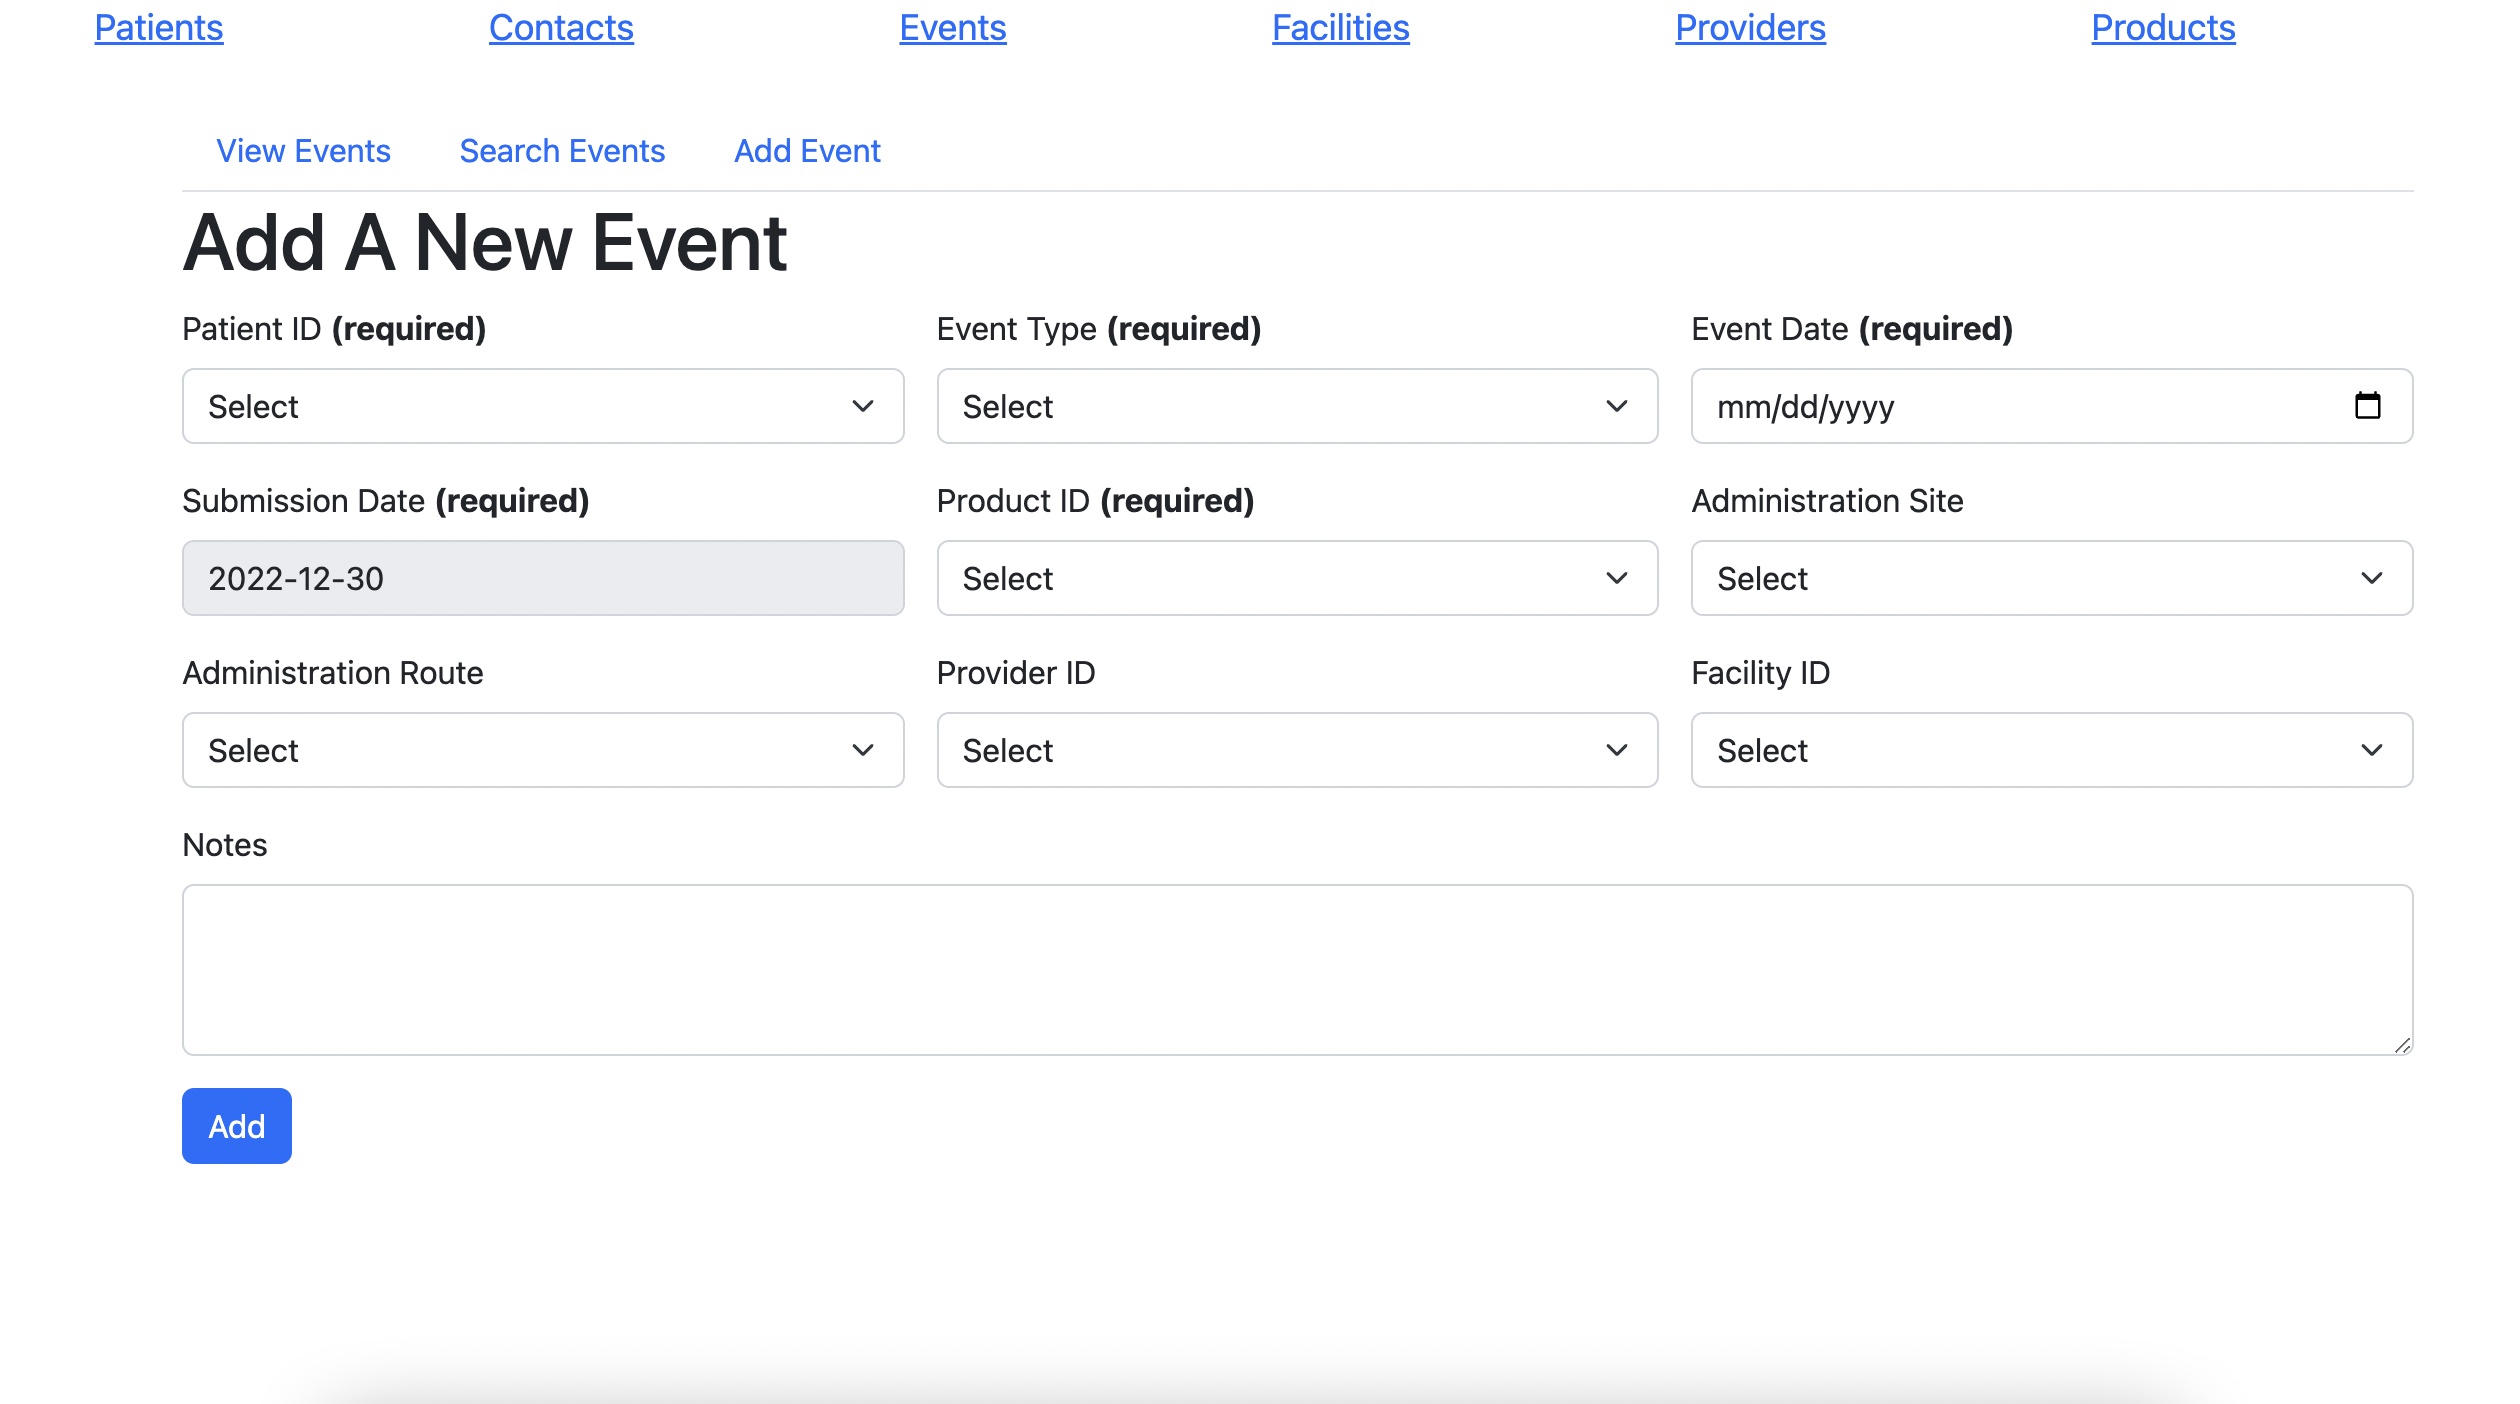 Patients Contacts Events Facilities Providers Products
View Events Search Events Add Event
Add A New Event
Patient ID (required) Event Type (required) Event Date (required)
Select Select mm/dd/yyyy
Submission Date (required) Product ID (required) Administration Site
2022-12-30 Select Select
Administration Route Provider ID Facility ID
Select Select Select
Notes
Add